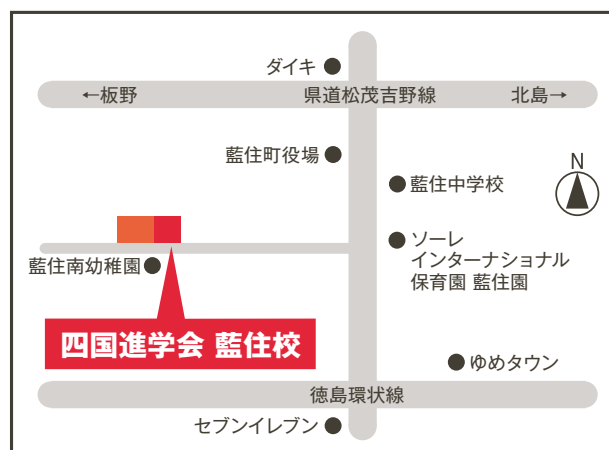 ダイキ
←板野
県道松茂吉野線
北島→
藍住町役場
藍住中学校
N
ソーレ
インターナショナル
保育園 藍住園
藍住南幼稚園
四国進学会 藍住校
ゆめタウン
徳島環状線
セブンイレブン